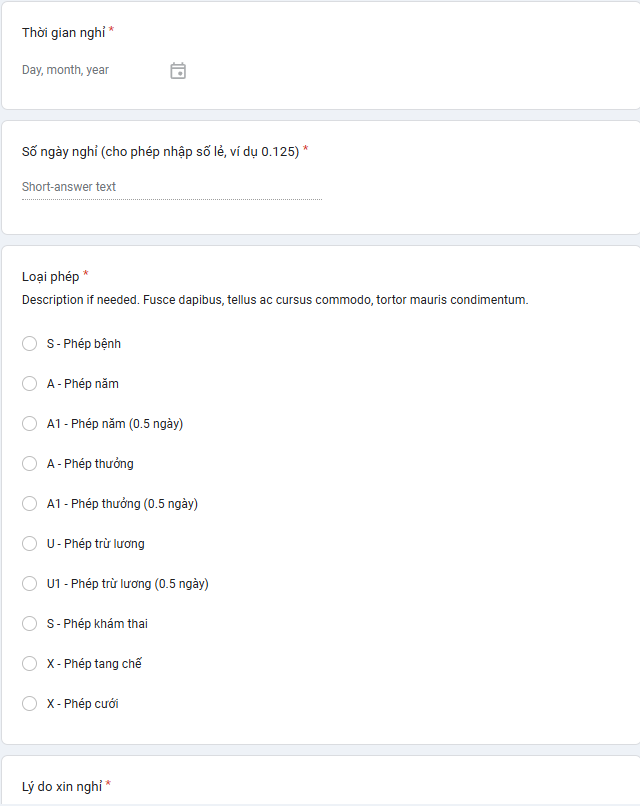 Thời gian nghỉ *
Day, month, year
Số ngày nghỉ (cho phép nhập số lẻ, ví dụ 0.125) *
Short-answer text
Loại phép *
Description if needed. Fusce dapibus, tellus ac cursus commodo, tortor mauris condimentum.
S - Phép bệnh
A - Phép năm
A1 - Phép năm (0.5 ngày)
A - Phép thưởng
A1 - Phép thưởng (0.5 ngày)
U - Phép trừ lương
U1 - Phép trừ lương (0.5 ngày)
S - Phép khám thai
X - Phép tang chế
X - Phép cưới
Lý do xin nghỉ *